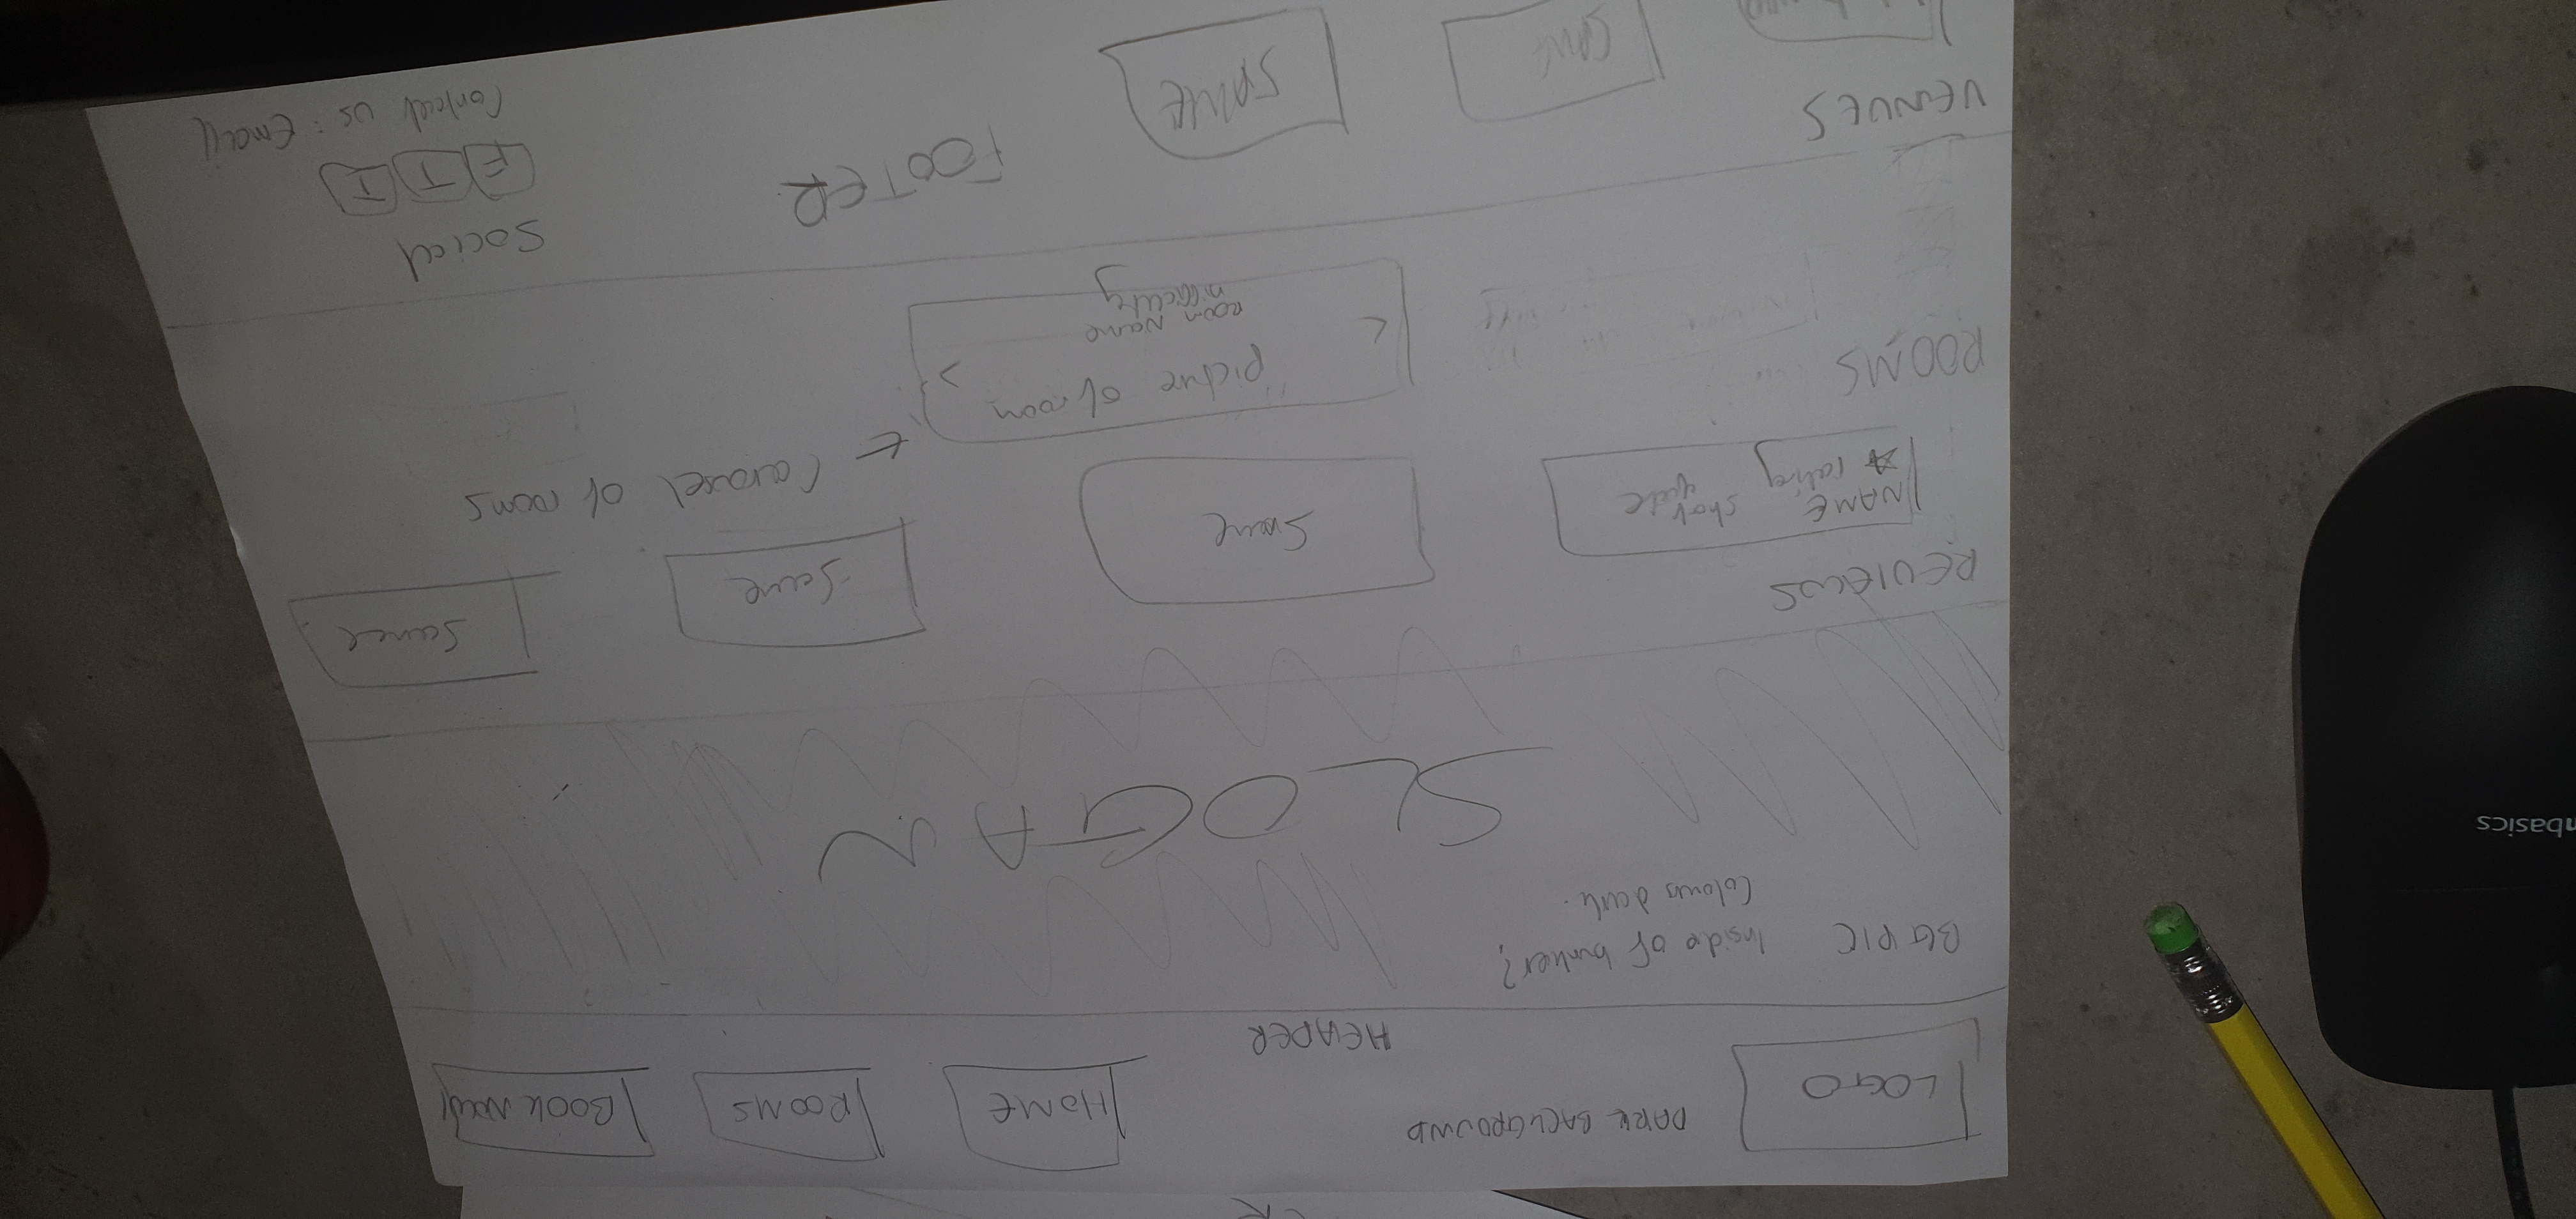 LOGO
DARK BACKGROUND
HOME
ROOMS
BOOK NOW
HEADER
BG PIC
Inside of bunker?
Colours dark.
SLOGAN
REVIEWS
NAME
rating
short
quote
Same
Same
Same
Carousel of rooms
ROOMS
picture of room
<
>
ROOM Name
Difficulty
FOOTER
Social
F
T
I
Contact us : Email
VENUES
SAME
SAME
nbasics